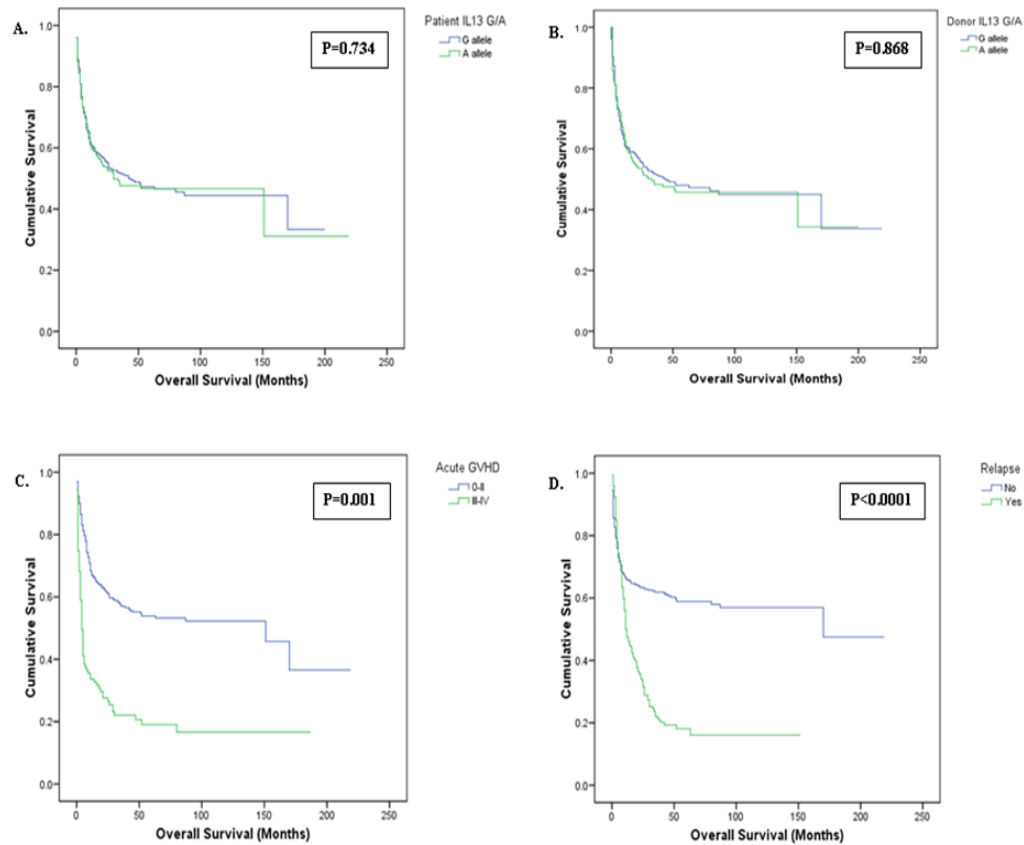 A.
Patient IL13 G/A
G allele
A allele
P=0.734
1.0
0.8
0.6
0.4
0.2
0.0
Cumulative Survival
0 50 100 150 200 250
Overall Survival (Months)
B.
Donor IL13 G/A
G allele
A allele
P=0.868
1.0
0.8
0.6
0.4
0.2
0.0
Cumulative Survival
0 50 100 150 200 250
Overall Survival (Months)
C.
Acute GVHD
0-II
III-IV
P=0.001
1.0
0.8
0.6
0.4
0.2
0.0
Cumulative Survival
0 50 100 150 200 250
Overall Survival (Months)
D.
Relapse
No
Yes
P<0.0001
1.0
0.8
0.6
0.4
0.2
0.0
Cumulative Survival
0 50 100 150 200 250
Overall Survival (Months)